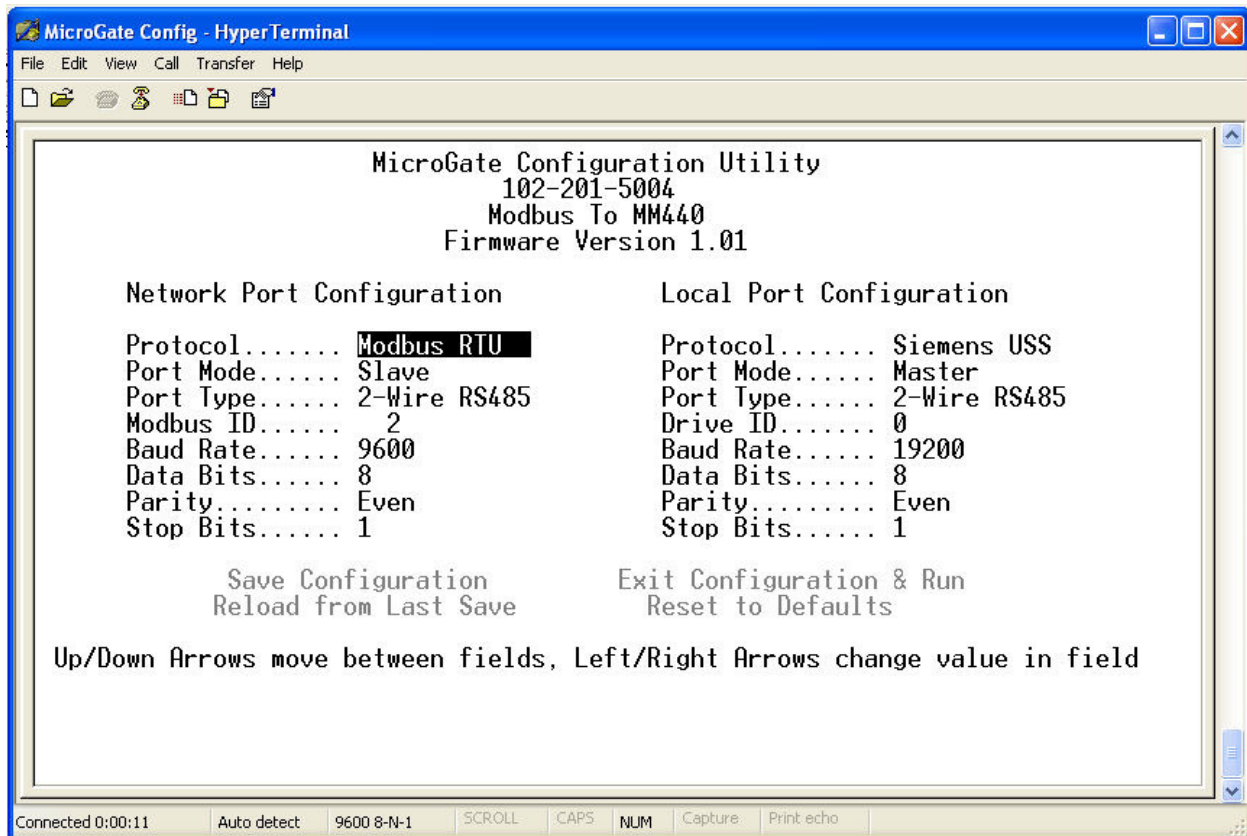 MicroGate Config - HyperTerminal
File Edit View Call Transfer Help
MicroGate Configuration Utility
102-201-5004
Modbus To MM440
Firmware Version 1.01
Network Port Configuration Local Port Configuration
Protocol....... Modbus RTU Protocol....... Siemens USS
Port Mode...... Slave Port Mode...... Master
Port Type...... 2-Wire RS485 Port Type...... 2-Wire RS485
Modbus ID...... 2 Drive ID....... 0
Baud Rate...... 9600 Baud Rate...... 19200
Data Bits...... 8 Data Bits...... 8
Parity......... Even Parity......... Even
Stop Bits...... 1 Stop Bits...... 1
Save Configuration Exit Configuration & Run
Reload from Last Save Reset to Defaults
Up/Down Arrows move between fields, Left/Right Arrows change value in field
Connected 0:00:11 Auto detect 9600 8-N-1 SCROLL CAPS NUM Capture Print echo